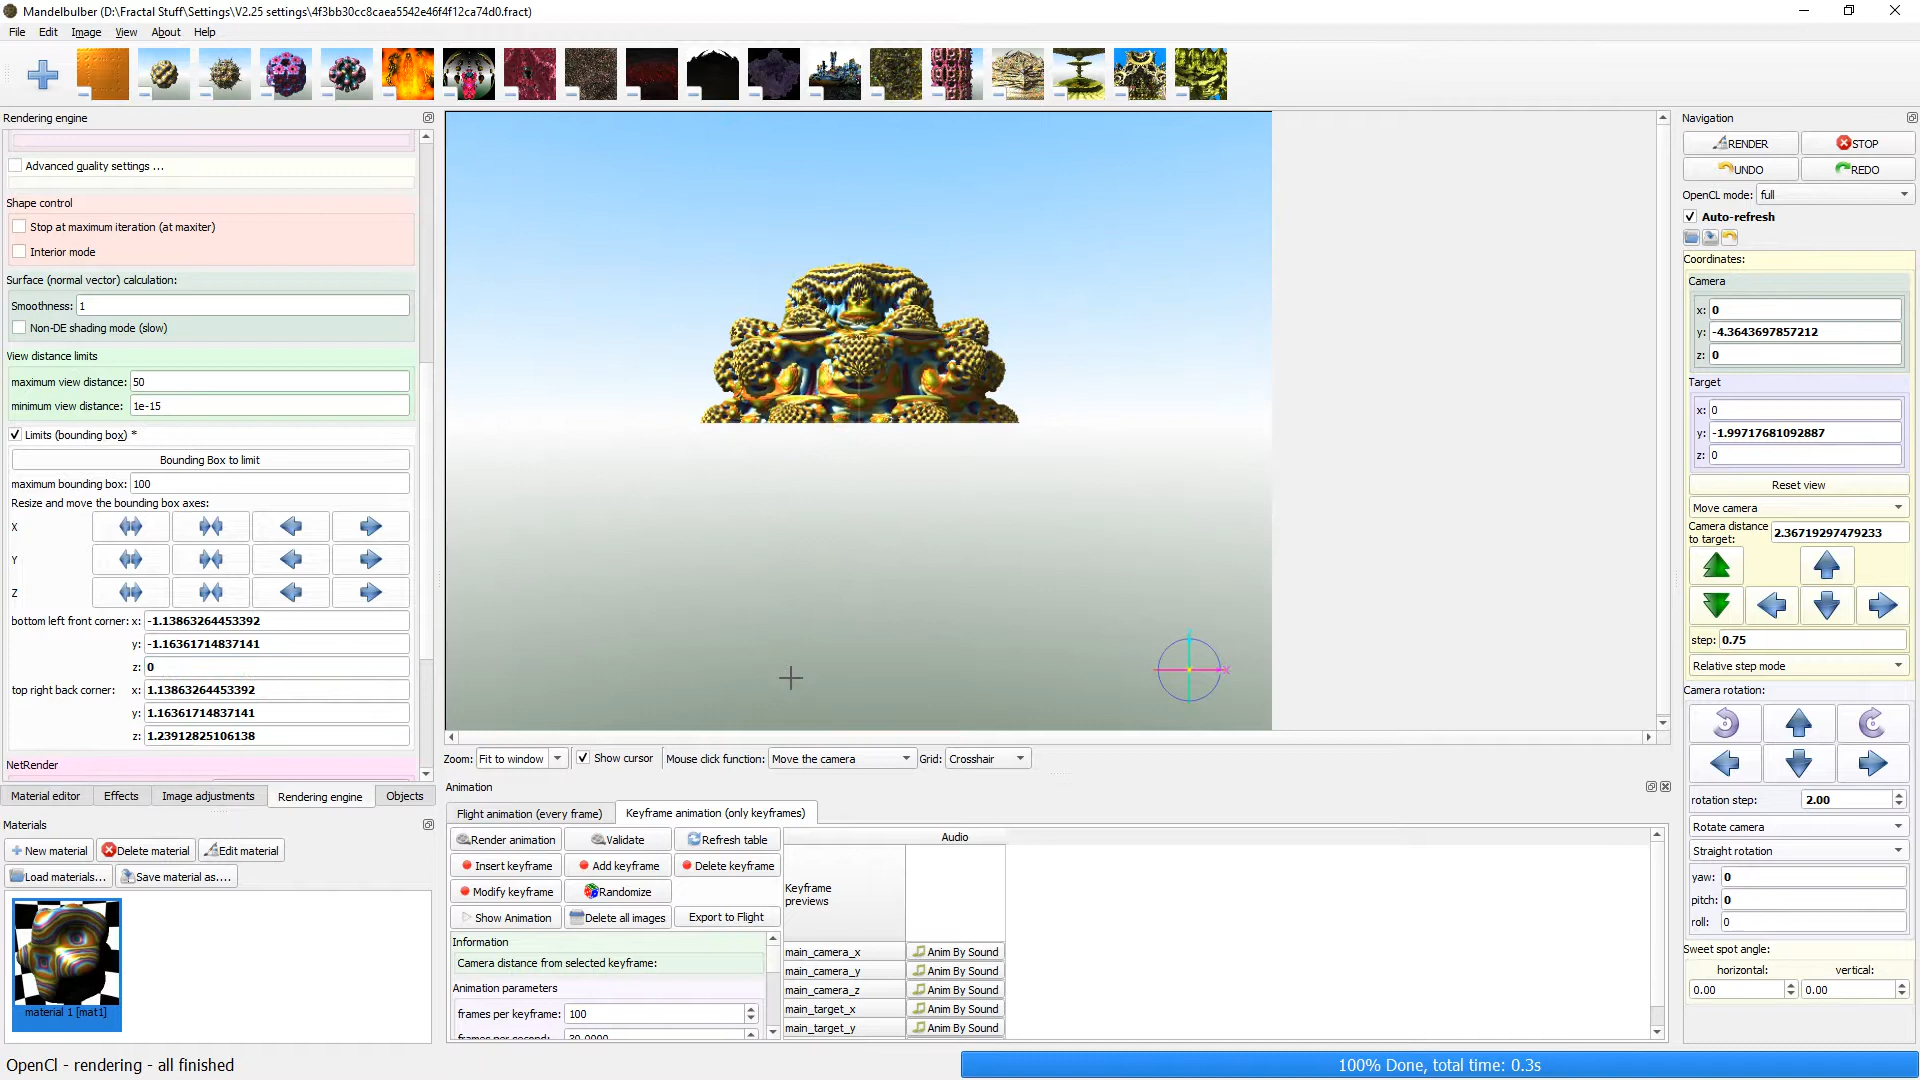 Mandelbulber (D:\Fractal Stuff\Settings\V2.25 settings\4f3bb30cc8caea5542e46f4f12ca74d0.fract)
File Edit Image View About Help
Rendering engine
Advanced quality settings ...
Shape control
Stop at maximum iteration (at maxiter)
Interior mode
Surface (normal vector) calculation:
Smoothness: 1
Non-DE shading mode (slow)
View distance limits
maximum view distance: 50
minimum view distance: 1e-15
Limits (bounding box) *
Bounding Box to limit
maximum bounding box: 100
Resize and move the bounding box axes:
X
Y
Z
bottom left front corner: x: -1.13863264453392
y: -1.16361714837141
z: 0
top right back corner: x: 1.13863264453392
y: 1.16361714837141
z: 1.23912825106138
NetRender
Material editor Effects Image adjustments Rendering engine Objects
Materials
New material Delete material Edit material
Load materials... Save material as....
material 1 [mat1]
Zoom: Fit to window Show cursor Mouse click function: Move the camera Grid: Crosshair
Animation
Flight animation (every frame) Keyframe animation (only keyframes)
Render animation Validate Refresh table
Insert keyframe Add keyframe Delete keyframe
Modify keyframe Randomize
Show Animation Delete all images Export to Flight
Information
Camera distance from selected keyframe:
Animation parameters
frames per keyframe: 100
frames per second: 30.0000
Audio
Keyframe
previews
main_camera_x Anim By Sound
main_camera_y Anim By Sound
main_camera_z Anim By Sound
main_target_x Anim By Sound
main_target_y Anim By Sound
Navigation
RENDER STOP
UNDO REDO
OpenCL mode: full
Auto-refresh
Coordinates:
Camera
x: 0
y: -4.3643697857212
z: 0
Target
x: 0
y: -1.99717681092887
z: 0
Reset view
Move camera
Camera distance
to target: 2.36719297479233
step: 0.75
Relative step mode
Camera rotation:
rotation step: 2.00
Rotate camera
Straight rotation
yaw: 0
pitch: 0
roll: 0
Sweet spot angle:
horizontal: vertical:
0.00 0.00
OpenCl - rendering - all finished
100% Done, total time: 0.3s